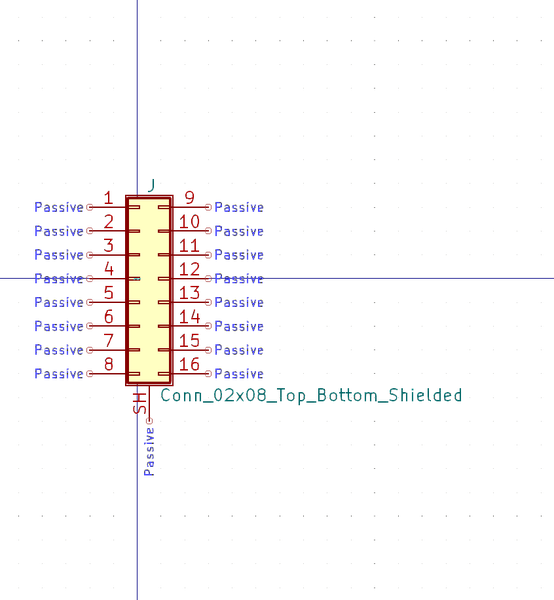 J
Passive 1 9 Passive
Passive 2 10 Passive
Passive 3 11 Passive
Passive 4 12 Passive
Passive 5 13 Passive
Passive 6 14 Passive
Passive 7 15 Passive
Passive 8 16 Passive
SH Conn_02x08_Top_Bottom_Shielded
Passive